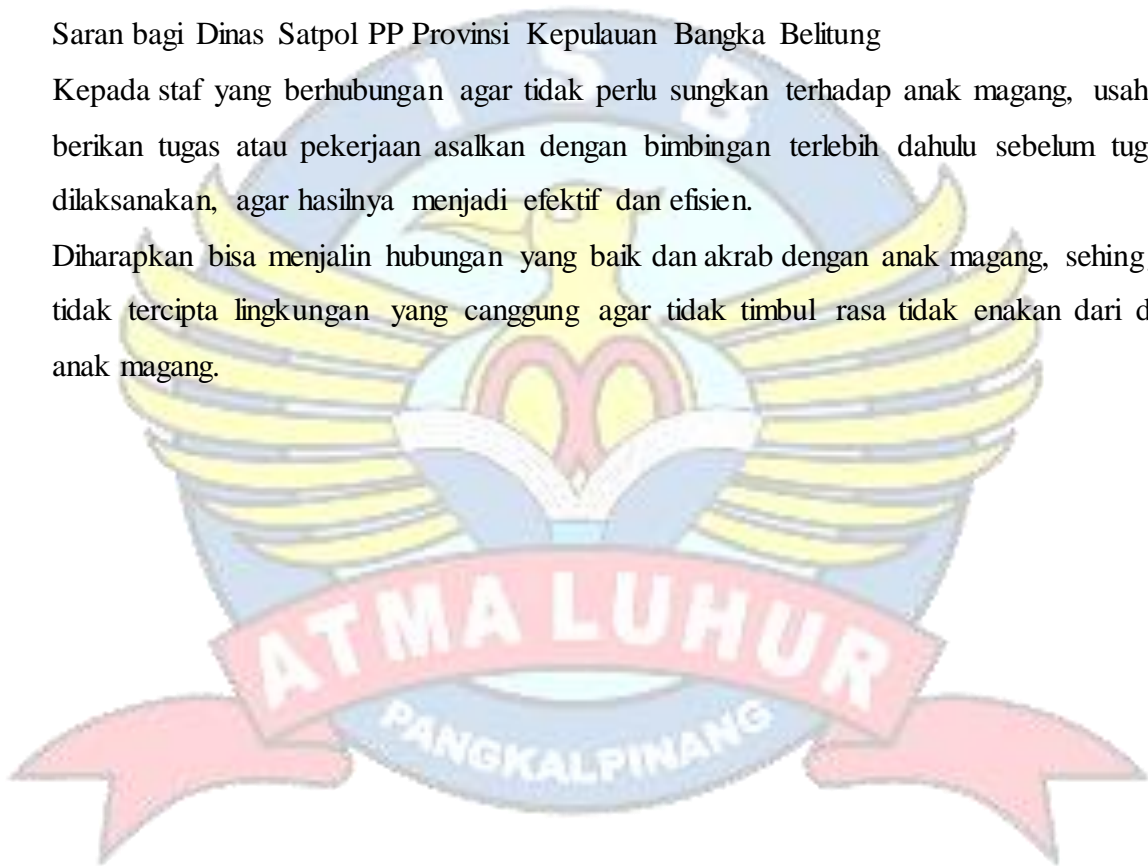 Saran bagi Dinas Satpol PP Provinsi Kepulauan Bangka Belitung
Kepada staf yang berhubungan agar tidak perlu sungkan terhadap anak magang, usah
berikan tugas atau pekerjaan asalkan dengan bimbingan terlebih dahulu sebelum tug
dilaksanakan, agar hasilnya menjadi efektif dan efisien.
Diharapkan bisa menjalin hubungan yang baik dan akrab dengan anak magang, sehing
tidak tercipta lingkungan yang canggung agar tidak timbul rasa tidak enakan dari d
anak magang.
ISB
ATMA LUHUR
PANGKALPINANG